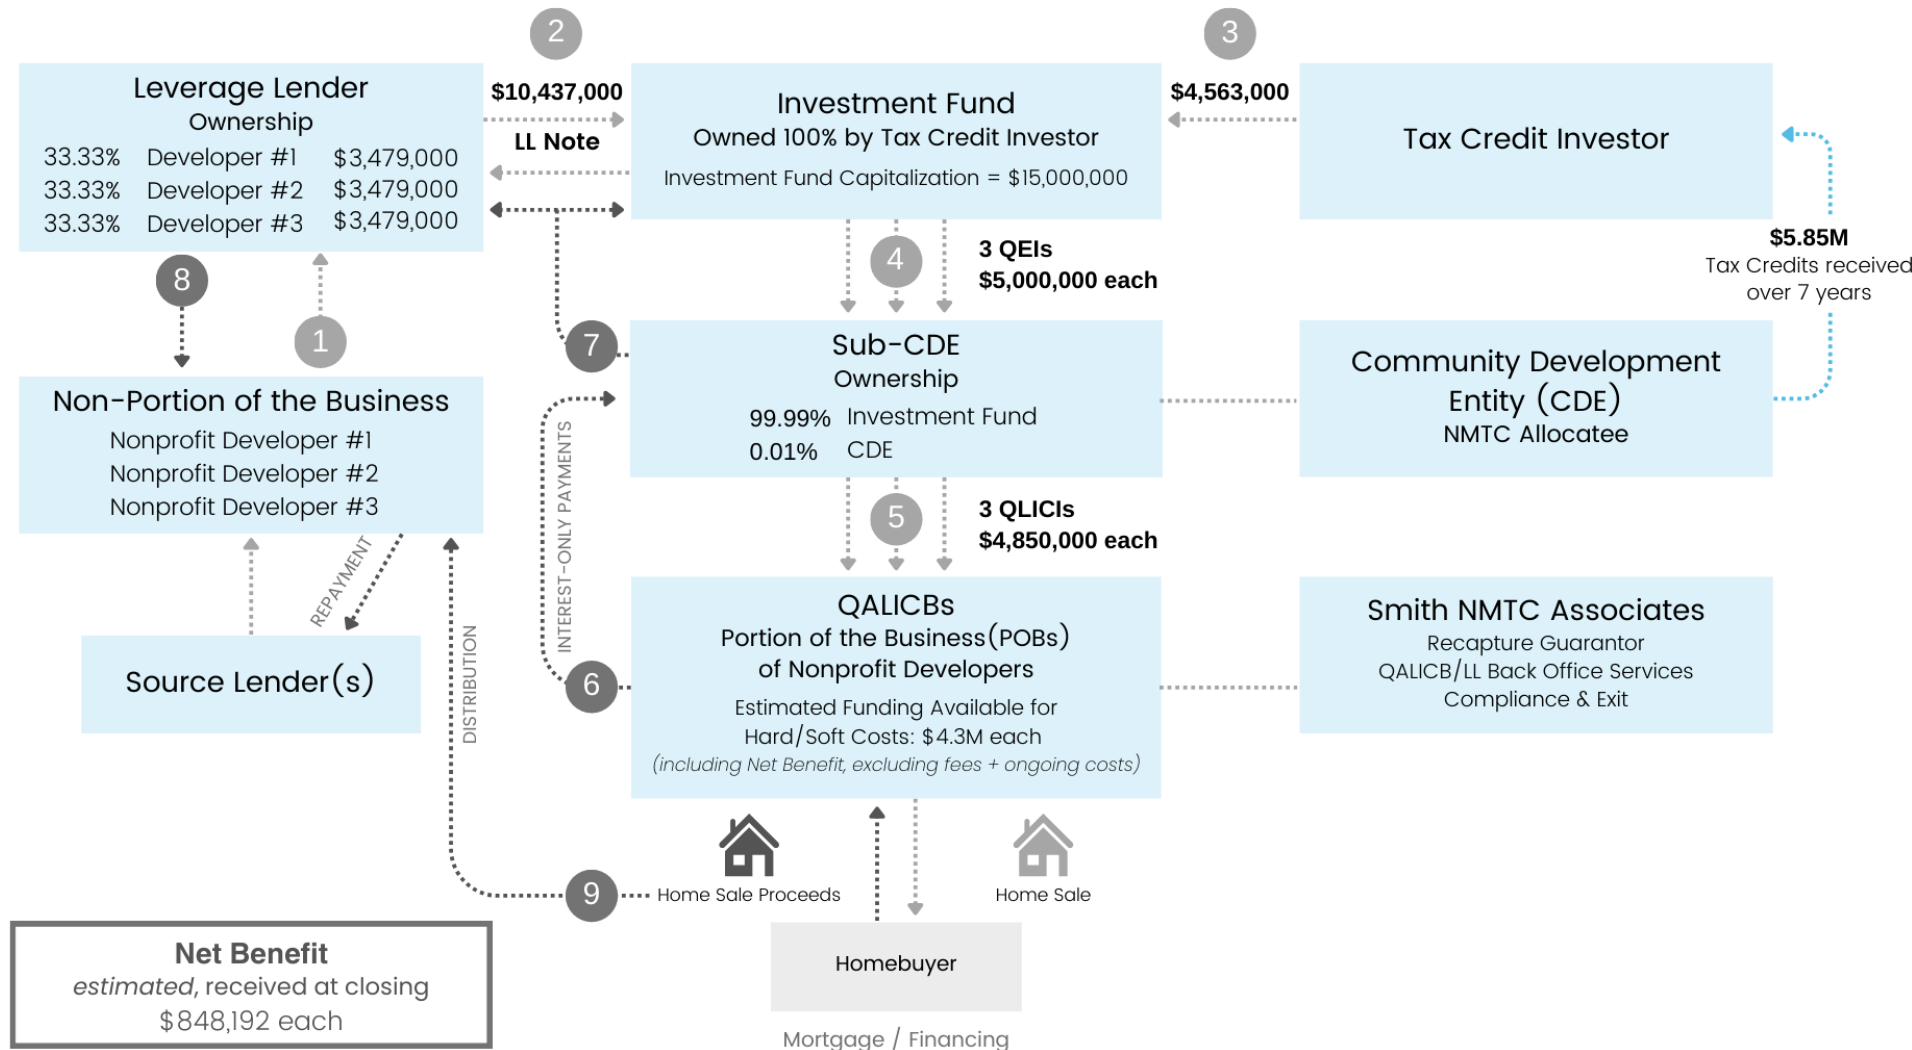 2
3
Leverage Lender
Ownership
33.33% Developer #1 $3,479,000
33.33% Developer #2 $3,479,000
33.33% Developer #3 $3,479,000
$10,437,000
LL Note
Investment Fund
Owned 100% by Tax Credit Investor
Investment Fund Capitalization = $15,000,000
$4,563,000
Tax Credit Investor
$5.85M
Tax Credits received
over 7 years
8
1
4
3 QEIs
$5,000,000 each
7
Sub-CDE
Ownership
99.99% Investment Fund
0.01% CDE
Community Development
Entity (CDE)
NMTC Allocatee
Non-Portion of the Business
Nonprofit Developer #1
Nonprofit Developer #2
Nonprofit Developer #3
INTEREST-ONLY PAYMENTS
5
3 QLICIs
$4,850,000 each
REPAYMENT
Source Lender(s)
DISTRIBUTION
6
QALICBs
Portion of the Business(POBs)
of Nonprofit Developers
Estimated Funding Available for
Hard/Soft Costs: $4.3M each
(including Net Benefit, excluding fees + ongoing costs)
Smith NMTC Associates
Recapture Guarantor
QALICB/LL Back Office Services
Compliance & Exit
9
Home Sale Proceeds
Home Sale
Net Benefit
estimated, received at closing
$848,192 each
Homebuyer
Mortgage / Financing